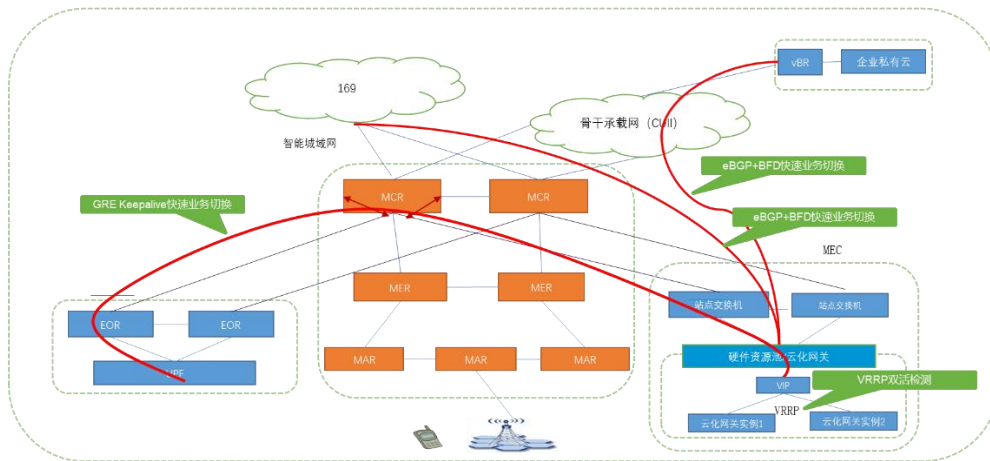 vBR
企业私有云
169
骨干承载网（CUII）
智能城域网
eBGP+BFD快速业务切换
MCR
MCR
GRE Keepalive快速业务切换
eBGP+BFD快速业务切换
MEC
MER
MER
站点交换机
站点交换机
EOR
EOR
MAR
MAR
MAR
硬件资源池/云化网关
VIP
VRRP双活检测
VRRP
云化网关实例1
云化网关实例2